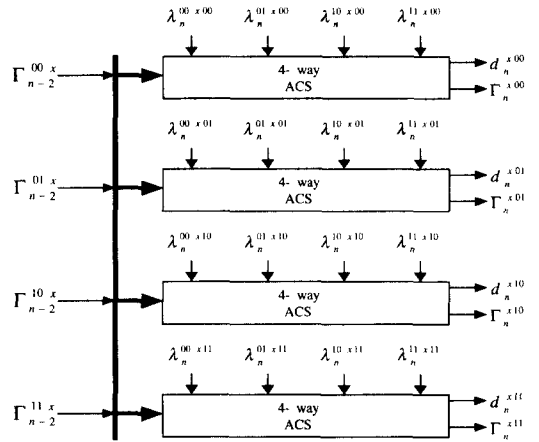 λ_n^{00 x00} λ_n^{01 x00} λ_n^{10 x00} λ_n^{11 x00}
Γ_{n-2}^{00 x} 4- way ACS d_n^{x00} Γ_n^{x00}
λ_n^{00 x01} λ_n^{01 x01} λ_n^{10 x01} λ_n^{11 x01}
Γ_{n-2}^{01 x} 4- way ACS d_n^{x01} Γ_n^{x01}
λ_n^{00 x10} λ_n^{01 x10} λ_n^{10 x10} λ_n^{11 x10}
Γ_{n-2}^{10 x} 4- way ACS d_n^{x10} Γ_n^{x10}
λ_n^{00 x11} λ_n^{01 x11} λ_n^{10 x11} λ_n^{11 x11}
Γ_{n-2}^{11 x} 4- way ACS d_n^{x11} Γ_n^{x11}